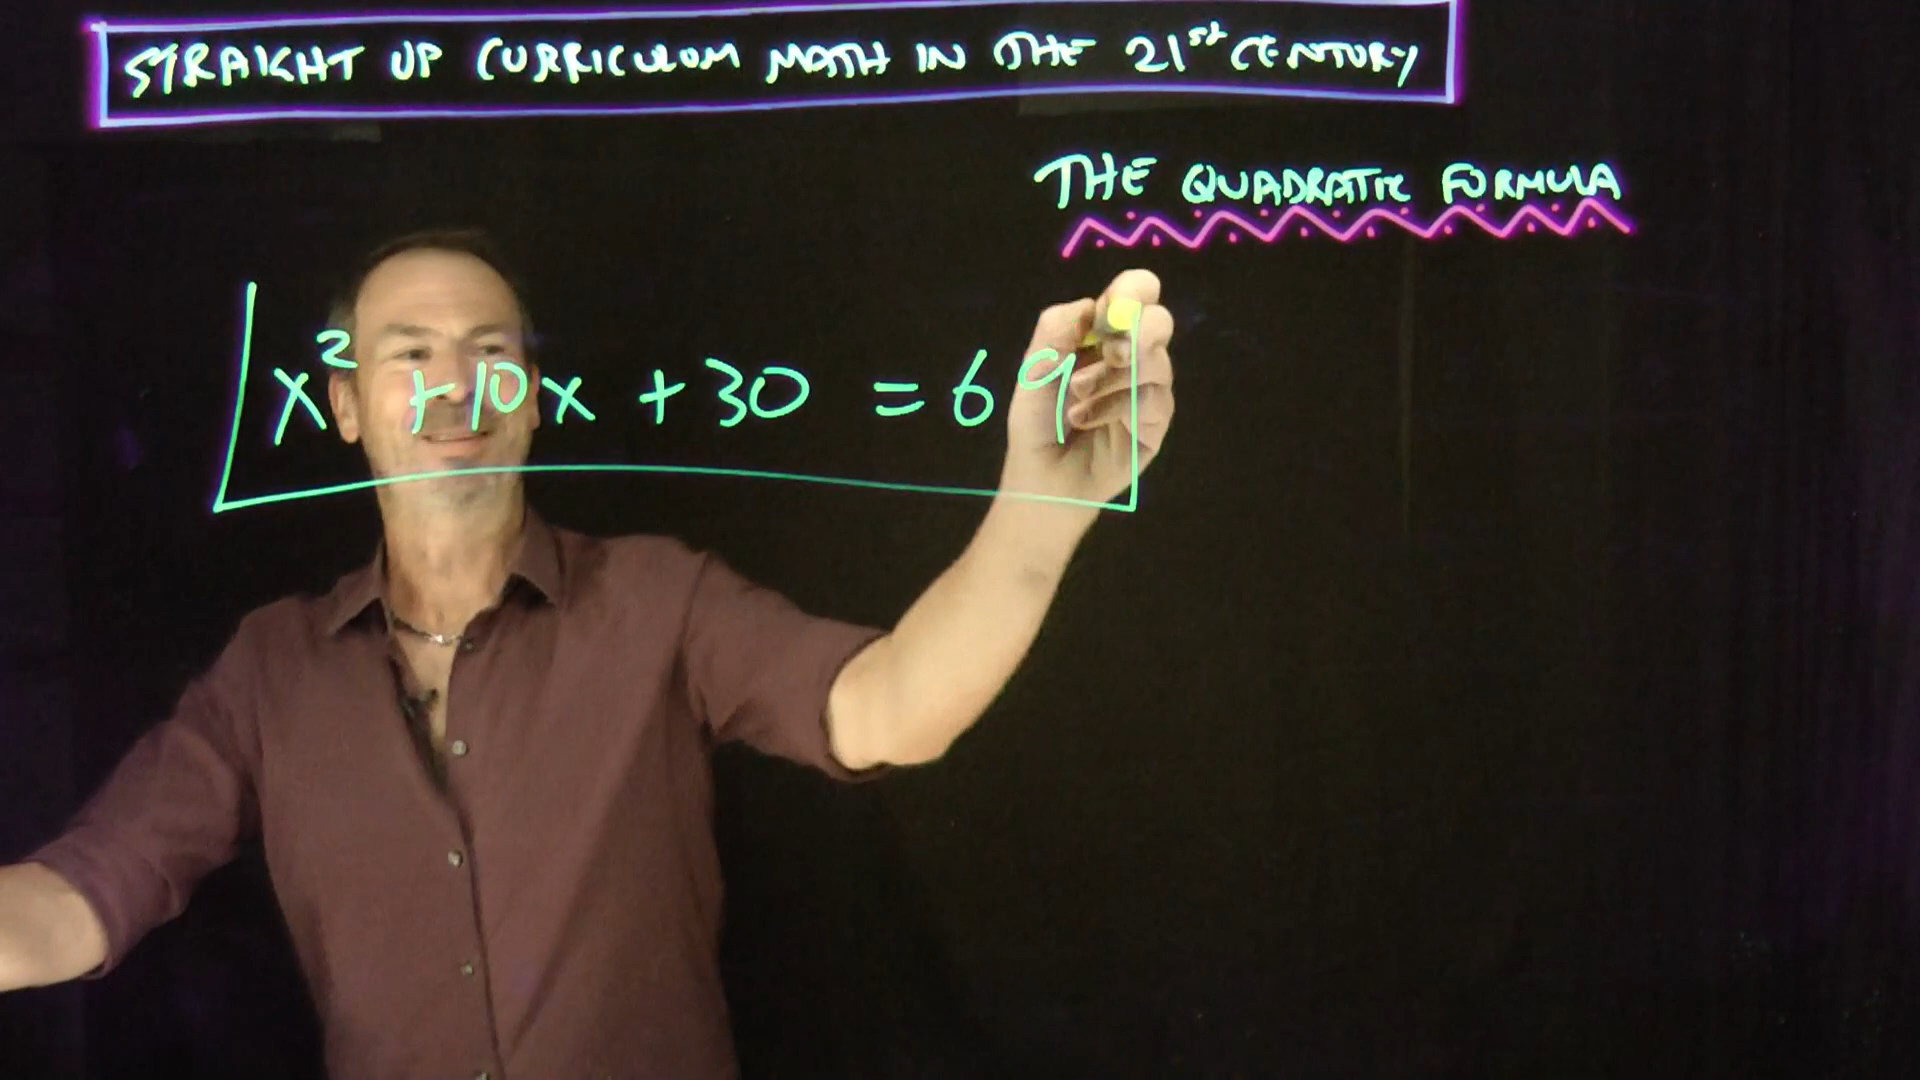 STRAIGHT UP CURRICULUM MATH IN THE 21st CENTURY
THE QUADRATIC FORMULA
x² + 10x + 30 = 69